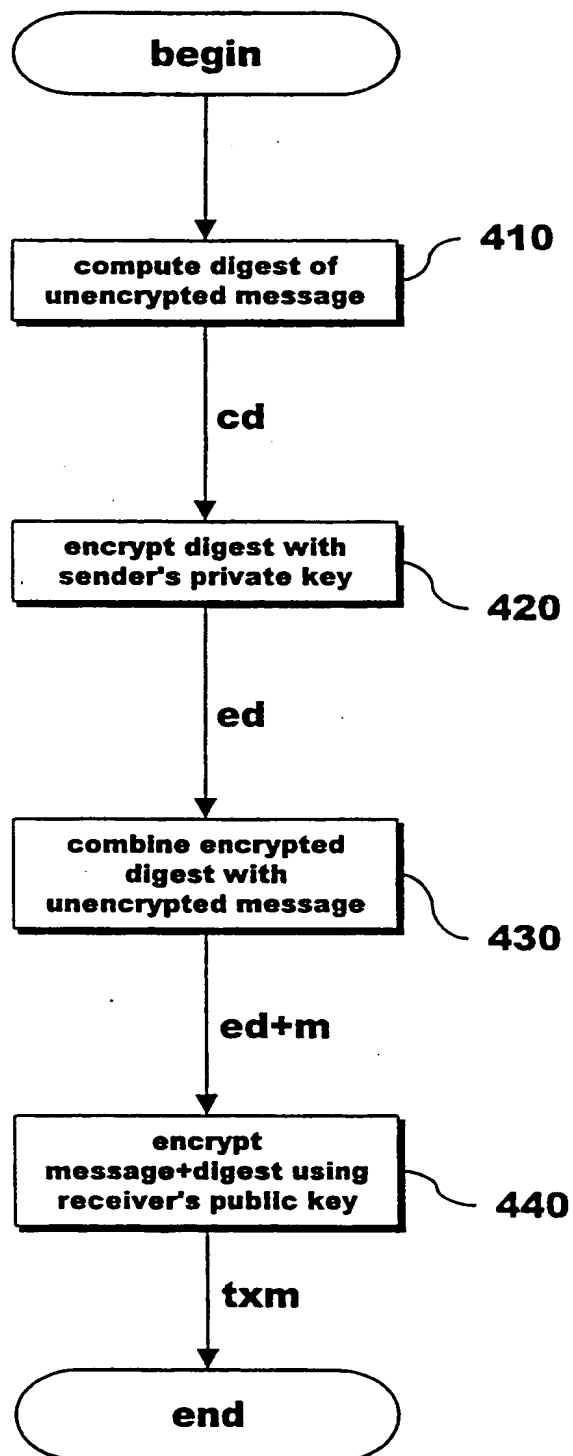 begin
410
compute digest of
unencrypted message
cd
encrypt digest with
sender's private key
420
ed
combine encrypted
digest with
unencrypted message
430
ed+m
encrypt
message+digest using
receiver's public key
440
txm
end